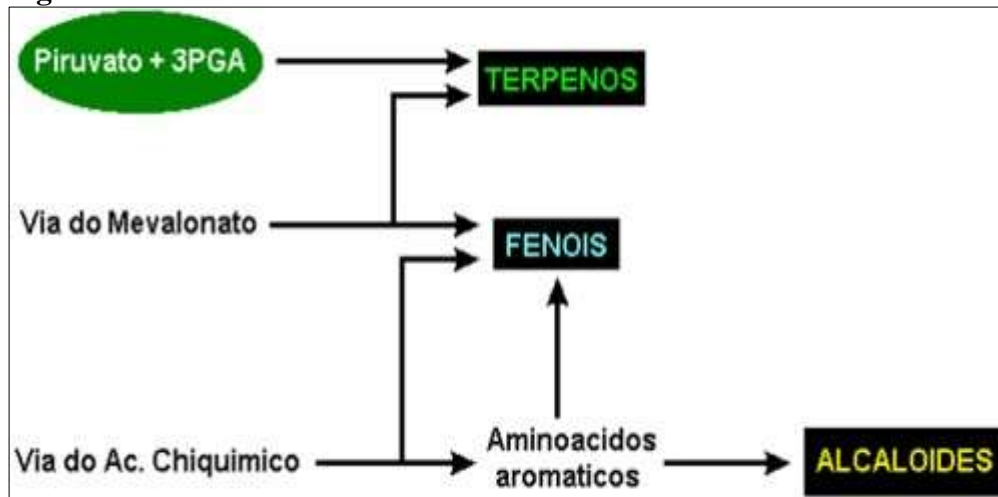 Piruvato + 3PGA
TERPENOS
Via do Mevalonato
FENOIS
Via do Ac. Chiquimico
Aminoacidos
aromaticos
ALCALOIDES